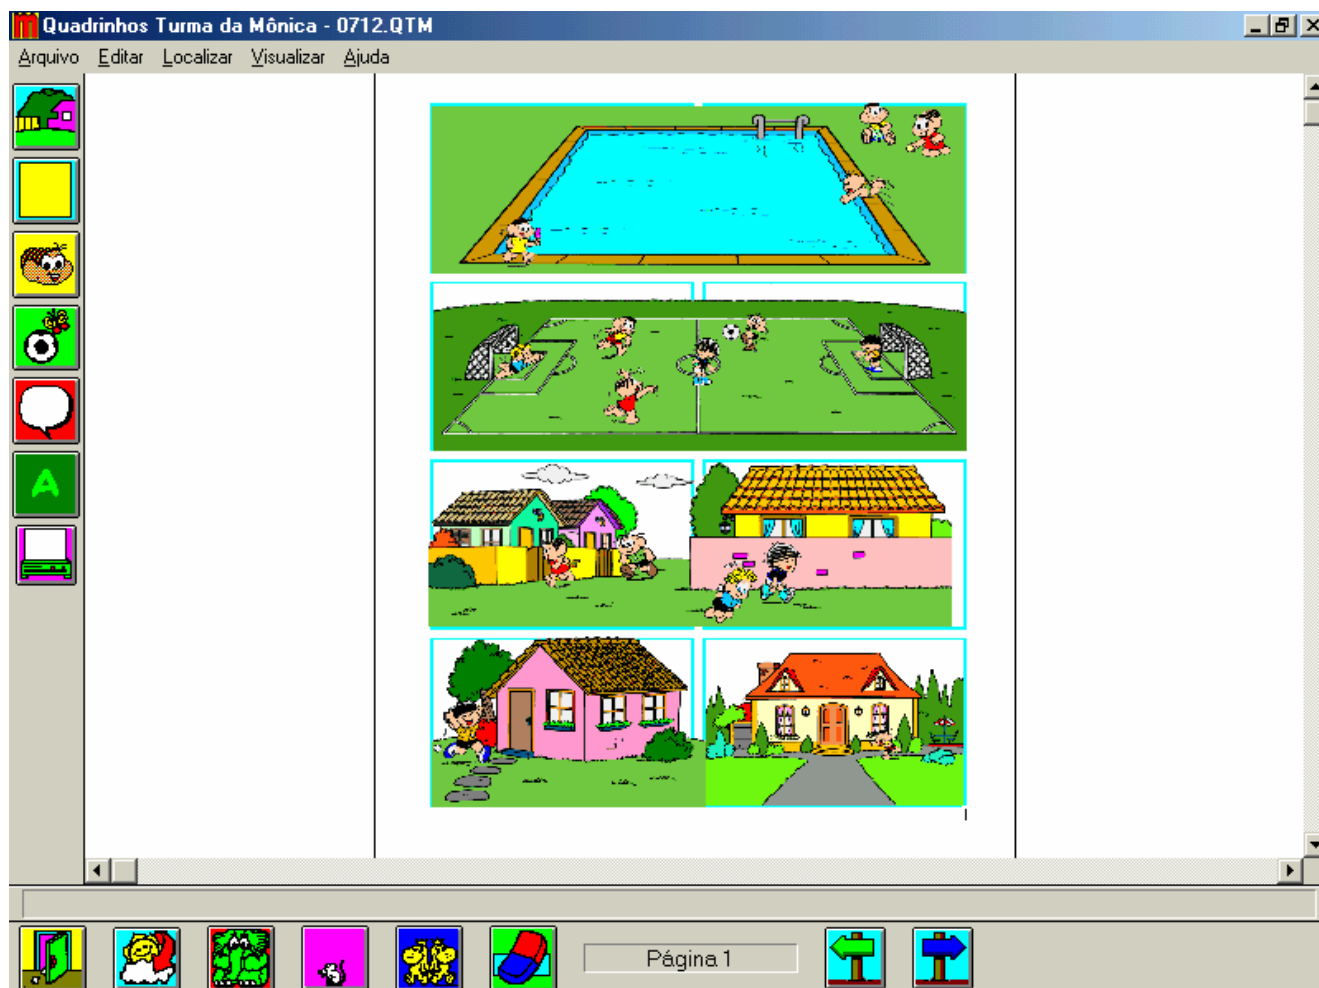 Quadrinhos Turma da Mônica - 0712.QTM
Arquivo Editar Localizar Visualizar Ajuda
A
Página 1